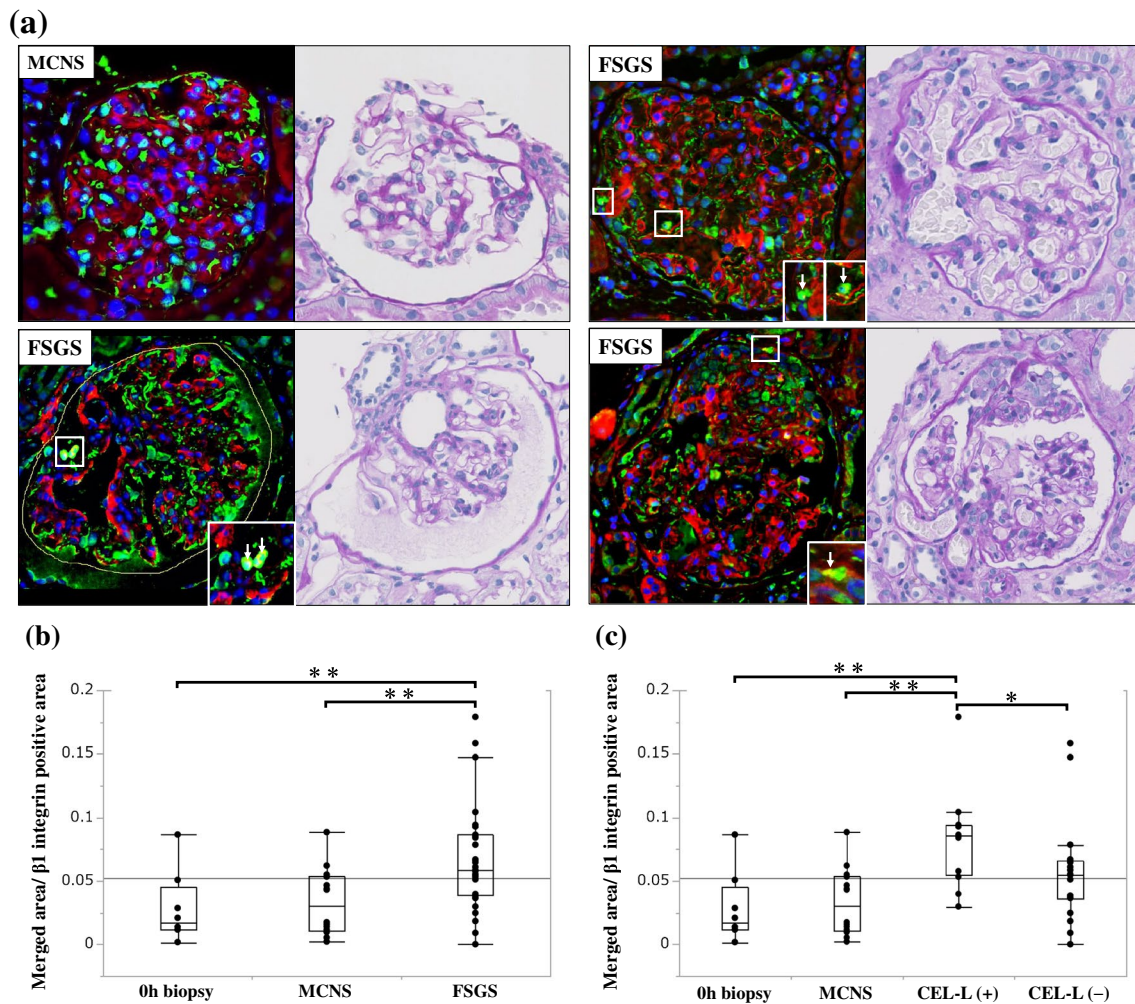 (a)
MCNS
FSGS
FSGS
FSGS
(b)
Merged area/ β1 integrin positive area
0.2
0.15
0.1
0.05
0
* *
* *
0h biopsy MCNS FSGS
(c)
Merged area/ β1 integrin positive area
0.2
0.15
0.1
0.05
0
* *
* *
*
0h biopsy MCNS CEL-L (+) CEL-L (−)